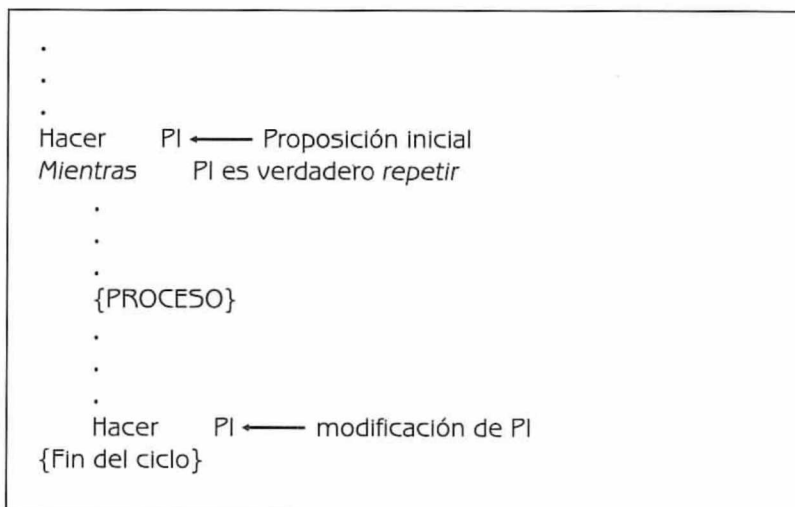 .
.
.
Hacer PI ← Proposición inicial
Mientras PI es verdadero repetir
.
.
.
{PROCESO}
.
.
.
Hacer PI ← modificación de PI
{Fin del ciclo}